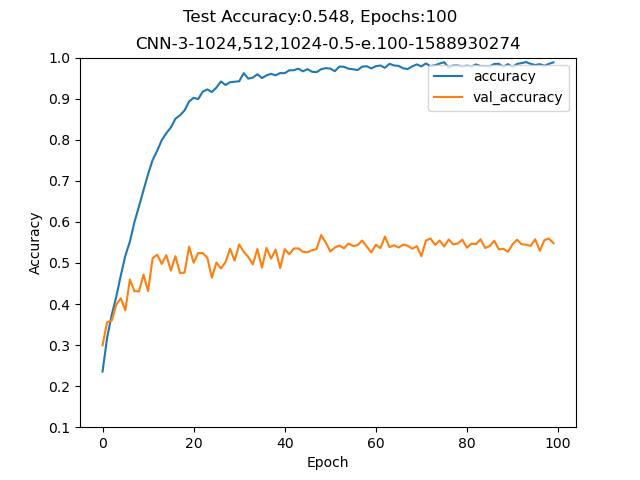 Test Accuracy:0.548, Epochs:100
CNN-3-1024,512,1024-0.5-e.100-1588930274
1.0
0.9
0.8
0.7
0.6
0.5
0.4
0.3
0.2
0.1
Accuracy
accuracy
val_accuracy
0
20
40
60
80
100
Epoch